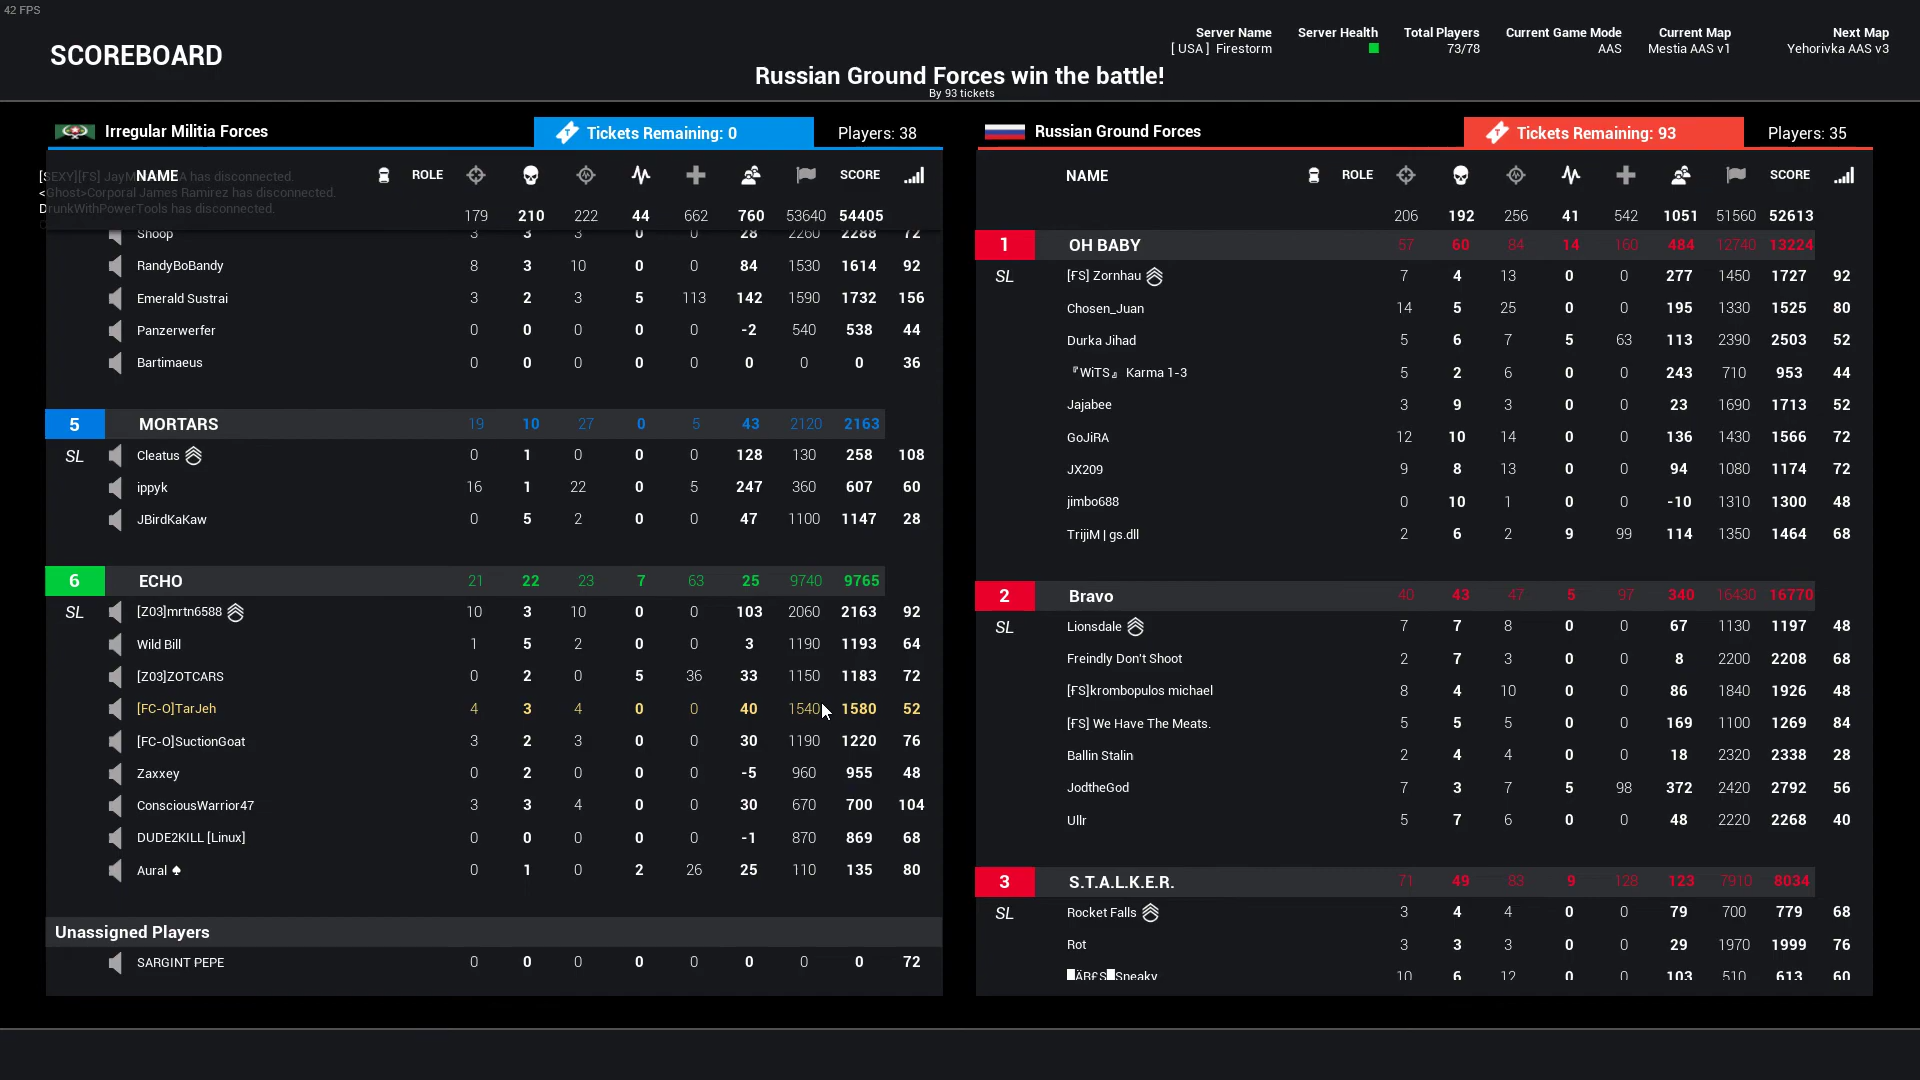 42 FPS
SCOREBOARD
Server Name Server Health Total Players Current Game Mode Current Map Next Map
[ USA ] Firestorm 73/78 AAS Mestia AAS v1 Yehorivka AAS v3
Russian Ground Forces win the battle!
By 93 tickets
Irregular Militia Forces Tickets Remaining: 0 Players: 38
NAME ROLE SCORE
has disconnected.
<Ghost>Corporal James Ramirez has disconnected.
DrunkWithPowerTools has disconnected.
179 210 222 44 662 760 53640 54405
Shoop 3 3 3 0 0 28 2260 2288 72
RandyBoBandy 8 3 10 0 0 84 1530 1614 92
Emerald Sustrai 3 2 3 5 113 142 1590 1732 156
Panzerwerfer 0 0 0 0 0 -2 540 538 44
Bartimaeus 0 0 0 0 0 0 0 0 36
5 MORTARS 19 10 27 0 5 43 2120 2163
SL Cleatus 0 1 0 0 0 128 130 258 108
ippyk 16 1 22 0 5 247 360 607 60
JBirdKaKaw 0 5 2 0 0 47 1100 1147 28
6 ECHO 21 22 23 7 63 25 9740 9765
SL [Z03]mrtn6588 10 3 10 0 0 103 2060 2163 92
Wild Bill 1 5 2 0 0 3 1190 1193 64
[Z03]ZOTCARS 0 2 0 5 36 33 1150 1183 72
[FC-O]TarJeh 4 3 4 0 0 40 1540 1580 52
[FC-O]SuctionGoat 3 2 3 0 0 30 1190 1220 76
Zaxxey 0 2 0 0 0 -5 960 955 48
ConsciousWarrior47 3 3 4 0 0 30 670 700 104
DUDE2KILL [Linux] 0 0 0 0 0 -1 870 869 68
Aural ♠ 0 1 0 2 26 25 110 135 80
Unassigned Players
SARGINT PEPE 0 0 0 0 0 0 0 0 72
Russian Ground Forces Tickets Remaining: 93 Players: 35
NAME ROLE SCORE
206 192 256 41 542 1051 51560 52613
1 OH BABY 57 60 84 14 160 484 12740 13224
SL [₣S] Zornhau 7 4 13 0 0 277 1450 1727 92
Chosen_Juan 14 5 25 0 0 195 1330 1525 80
Durka Jihad 5 6 7 5 63 113 2390 2503 52
『WiTS』 Karma 1-3 5 2 6 0 0 243 710 953 44
Jajabee 3 9 3 0 0 23 1690 1713 52
GoJiRA 12 10 14 0 0 136 1430 1566 72
JX209 9 8 13 0 0 94 1080 1174 72
jimbo688 0 10 1 0 0 -10 1310 1300 48
TrijiM | gs.dll 2 6 2 9 99 114 1350 1464 68
2 Bravo 40 43 47 5 97 340 16430 16770
SL Lionsdale 7 7 8 0 0 67 1130 1197 48
Freindly Don't Shoot 2 7 3 0 0 8 2200 2208 68
[₣S]krombopulos michael 8 4 10 0 0 86 1840 1926 48
[₣S] We Have The Meats. 5 5 5 0 0 169 1100 1269 84
Ballin Stalin 2 4 4 0 0 18 2320 2338 28
JodtheGod 7 3 7 5 98 372 2420 2792 56
Ullr 5 7 6 0 0 48 2220 2268 40
3 S.T.A.L.K.E.R. 71 49 83 9 128 123 7910 8034
SL Rocket Falls 3 4 4 0 0 79 700 779 68
Rot 3 3 3 0 0 29 1970 1999 76
Sneaky 10 6 12 0 0 103 510 613 60